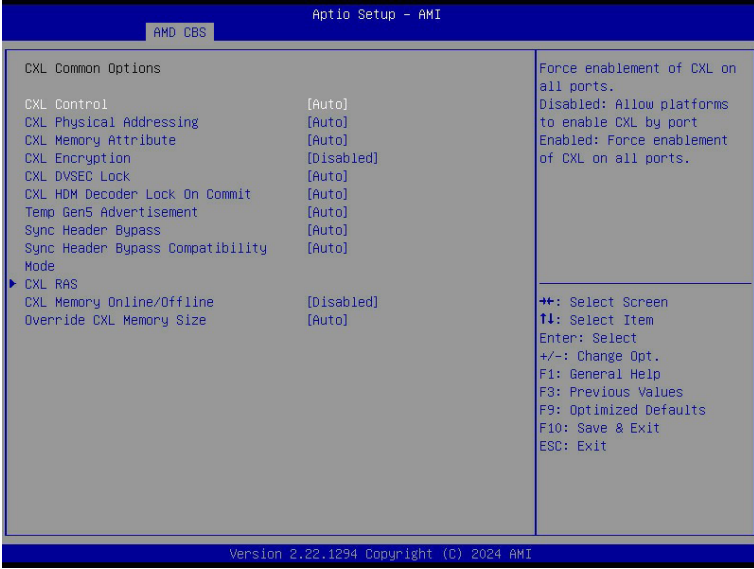 Aptio Setup - AMI
AMD CBS
CXL Common Options
CXL Control [Auto]
CXL Physical Addressing [Auto]
CXL Memory Attribute [Auto]
CXL Encryption [Disabled]
CXL DVSEC Lock [Auto]
CXL HDM Decoder Lock On Commit [Auto]
Temp Gen5 Advertisement [Auto]
Sync Header Bypass [Auto]
Sync Header Bypass Compatibility [Auto]
Mode
CXL RAS
CXL Memory Online/Offline [Disabled]
Override CXL Memory Size [Auto]
Force enablement of CXL on
all ports.
Disabled: Allow platforms
to enable CXL by port
Enabled: Force enablement
of CXL on all ports.
→←: Select Screen
↑↓: Select Item
Enter: Select
+/-: Change Opt.
F1: General Help
F3: Previous Values
F9: Optimized Defaults
F10: Save & Exit
ESC: Exit
Version 2.22.1294 Copyright (C) 2024 AMI